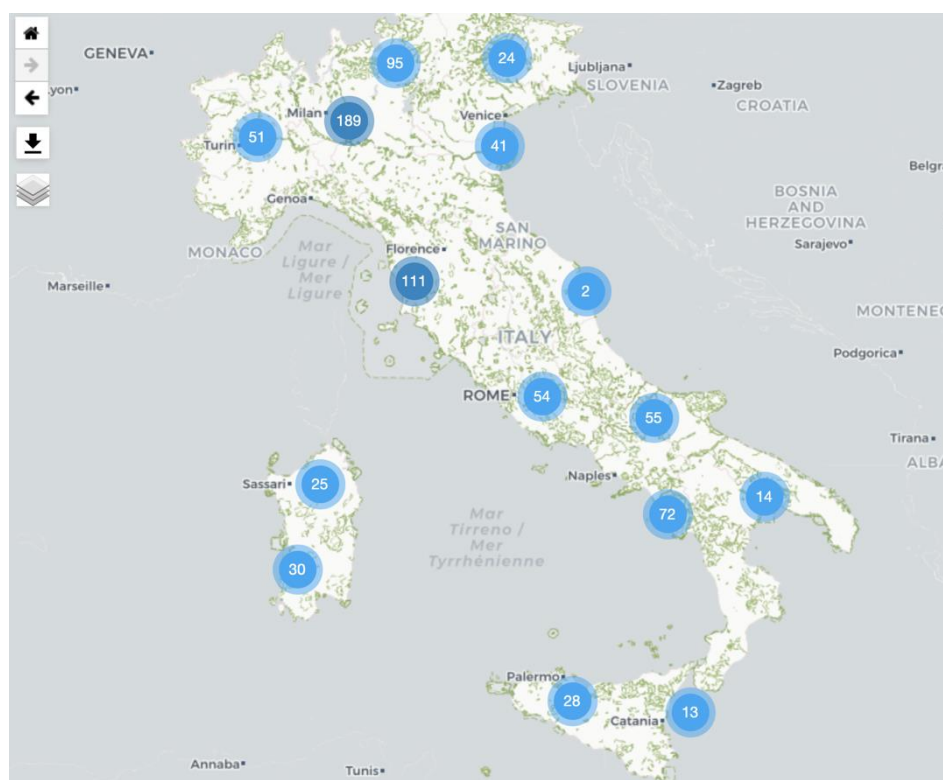 GENEVA
95
24
Ljubljana
SLOVENIA
Zagreb
yon
CROATIA
Milan
189
Venice
51
Turin
41
Belgr
Genoa
BOSNIA
AND
HERZEGOVINA
SAN
MARINO
MONACO
Mar
Ligure /
Mer
Ligure
Florence
Sarajevo
111
Marseille
2
MONTENEG
ITALY
Podgorica
ROME
54
55
Tirana
ALBA
Sassari
25
Naples
14
72
Mar
Tirreno /
Mer
Tyrrhénienne
30
Palermo
28
Catania
13
Annaba
Tunis